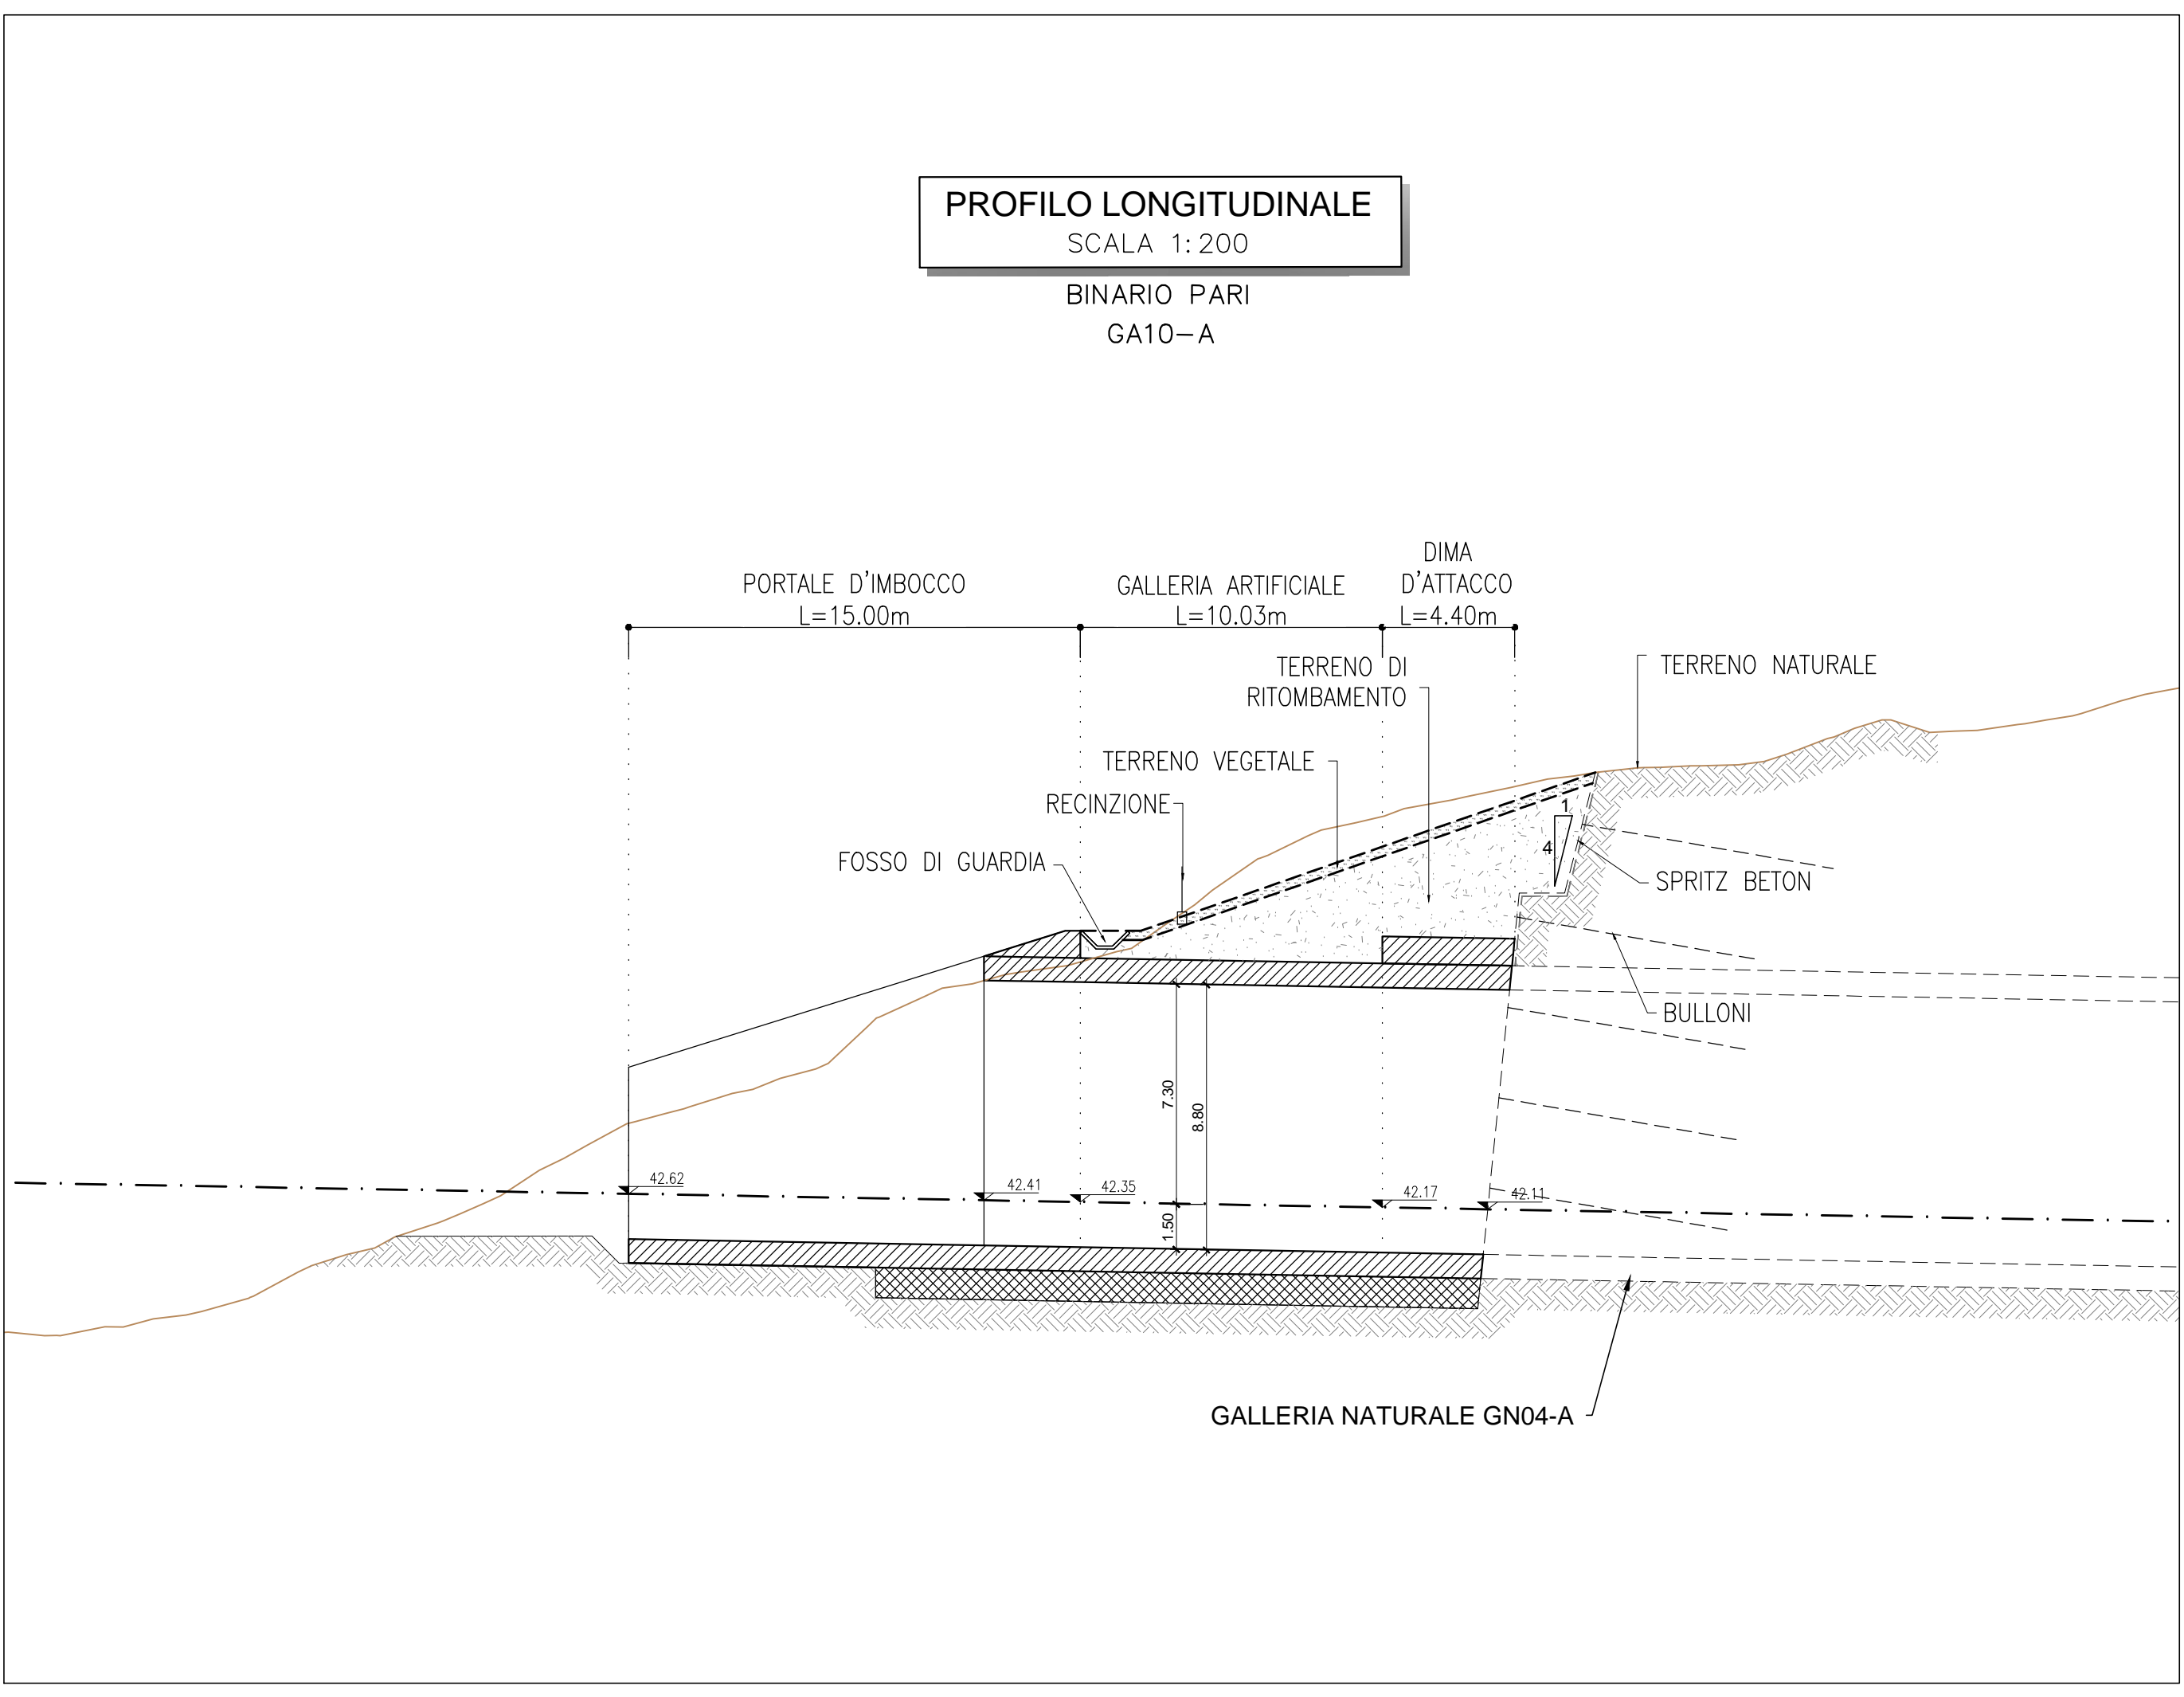 PROFILO LONGITUDINALE
SCALA 1:200
BINARIO PARI
GA10-A
PORTALE D'IMBOCCO
L=15.00m
GALLERIA ARTIFICIALE
L=10.03m
DIMA
D'ATTACCO
L=4.40m
TERRENO DI
RITOMBAMENTO
TERRENO NATURALE
TERRENO VEGETALE
RECINZIONE
FOSSO DI GUARDIA
1
4
SPRITZ BETON
BULLONI
7.30
8.80
1.50
42.62
42.41
42.35
42.17
42.11
GALLERIA NATURALE GN04-A